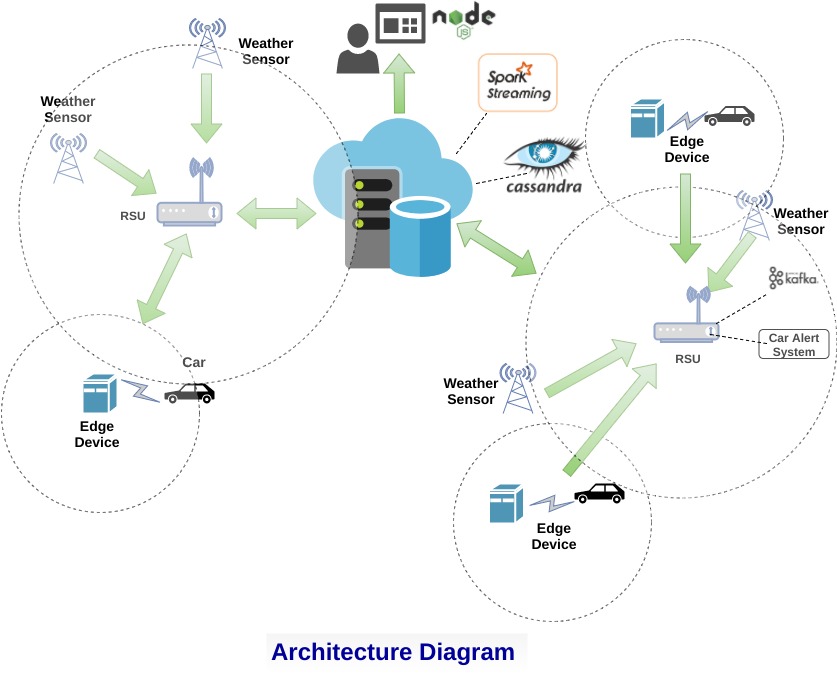 node
JS
Weather
Sensor
Spark
Streaming
Weather
Sensor
Edge
Device
cassandra
RSU
Weather
Sensor
kafka
Car Alert
System
RSU
Car
Weather
Sensor
Edge
Device
Edge
Device
Architecture Diagram